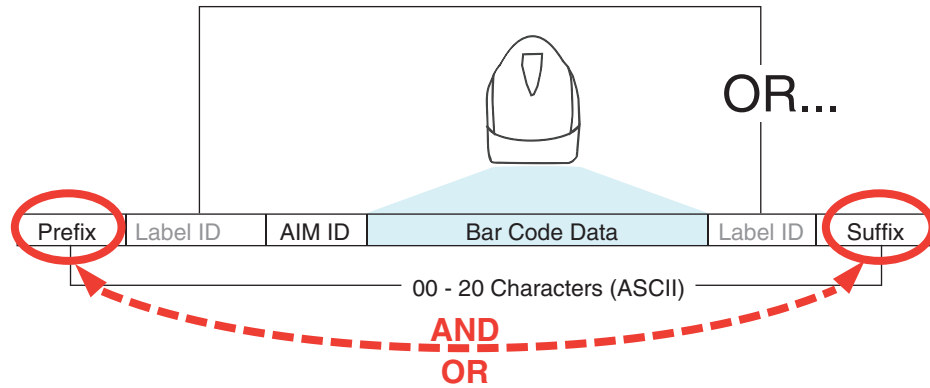 OR...
Prefix Label ID AIM ID Bar Code Data Label ID Suffix
00 - 20 Characters (ASCII)
AND
OR